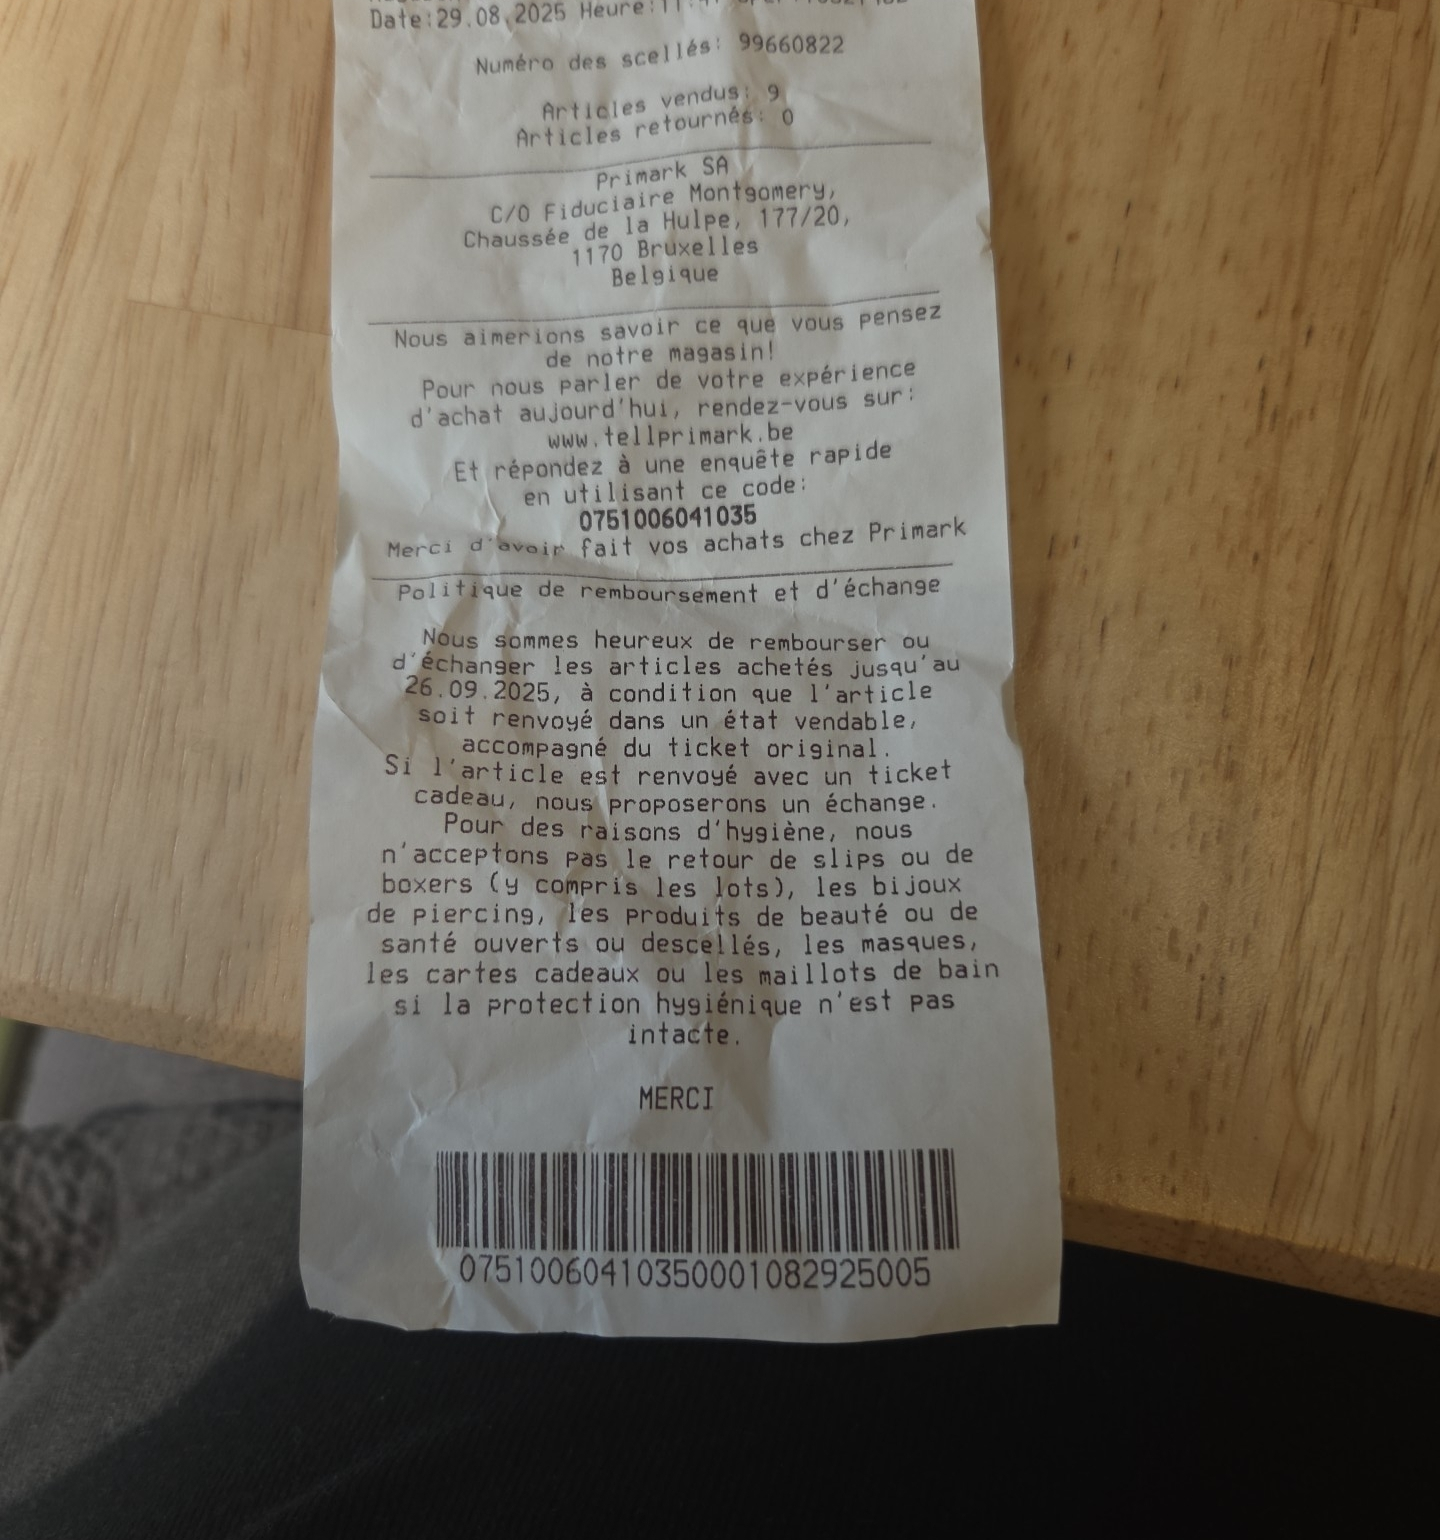 Date:29.08.2025 Heure:11:
Numéro des scellés: 99660822
Articles vendus: 9
Articles retournés: 0
Primark SA
C/O Fiduciaire Montgomery,
Chaussée de la Hulpe, 177/20,
1170 Bruxelles
Belgique
Nous aimerions savoir ce que vous pensez
de notre magasin!
Pour nous parler de votre expérience
d'achat aujourd'hui, rendez-vous sur:
www.tellprimark.be
Et répondez à une enquête rapide
en utilisant ce code:
0751006041035
Merci d'avoir fait vos achats chez Primark
Politique de remboursement et d'échange
Nous sommes heureux de rembourser ou
d'échanger les articles achetés jusqu'au
26.09.2025, à condition que l'article
soit renvoyé dans un état vendable,
accompagné du ticket original.
Si l'article est renvoyé avec un ticket
cadeau, nous proposerons un échange.
Pour des raisons d'hygiène, nous
n'acceptons pas le retour de slips ou de
boxers (y compris les lots), les bijoux
de piercing, les produits de beauté ou de
santé ouverts ou descellés, les masques,
les cartes cadeaux ou les maillots de bain
si la protection hygiénique n'est pas
intacte.
MERCI
07510060410350001082925005